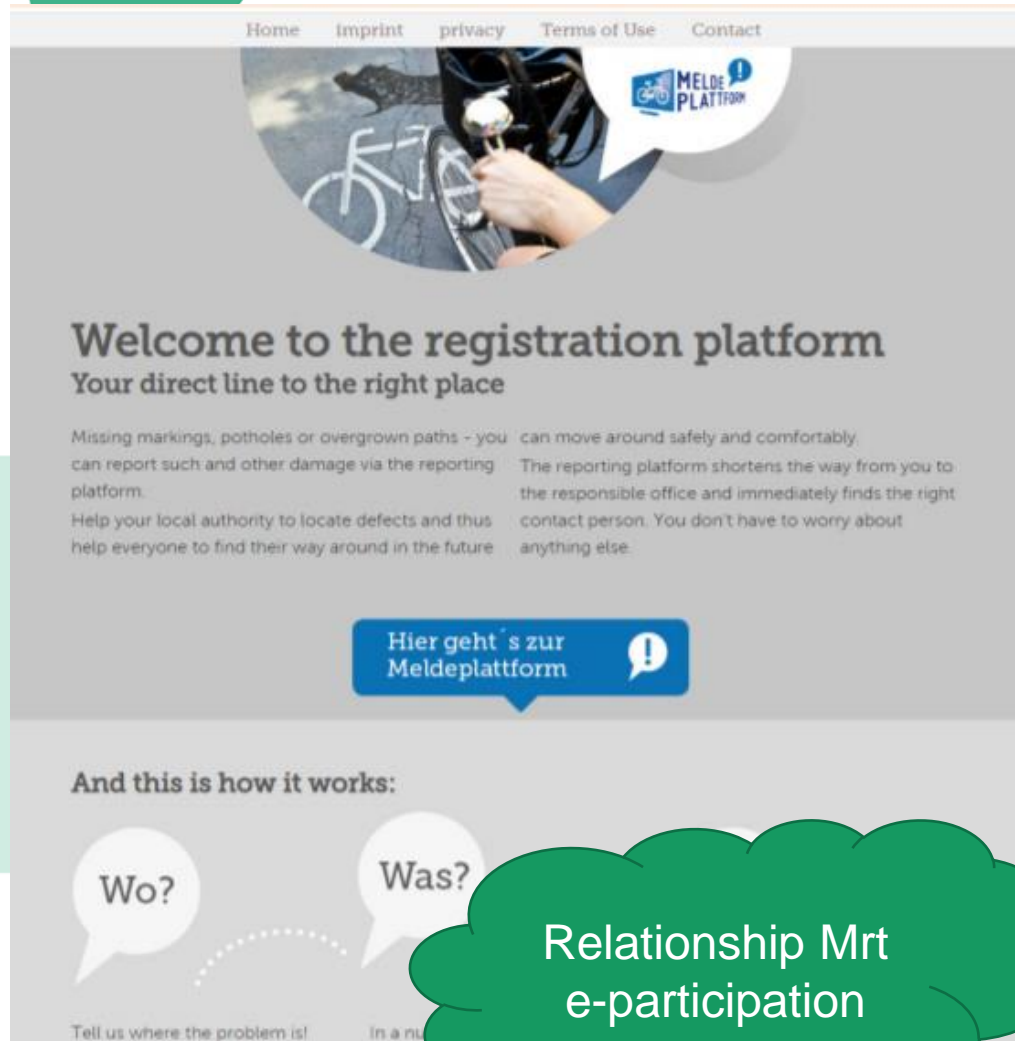 Home imprint privacy Terms of Use Contact
MELDE
PLATTFORM
Welcome to the registration platform
Your direct line to the right place
Missing markings, potholes or overgrown paths - you
can report such and other damage via the reporting
platform.
Help your local authority to locate defects and thus
help everyone to find their way around in the future
can move around safely and comfortably.
The reporting platform shortens the way from you to
the responsible office and immediately finds the right
contact person. You don't have to worry about
anything else.
Hier geht´s zur
Meldeplattform
And this is how it works:
Wo?
Was?
Tell us where the problem is!
In a nu
Relationship Mrt
e-participation